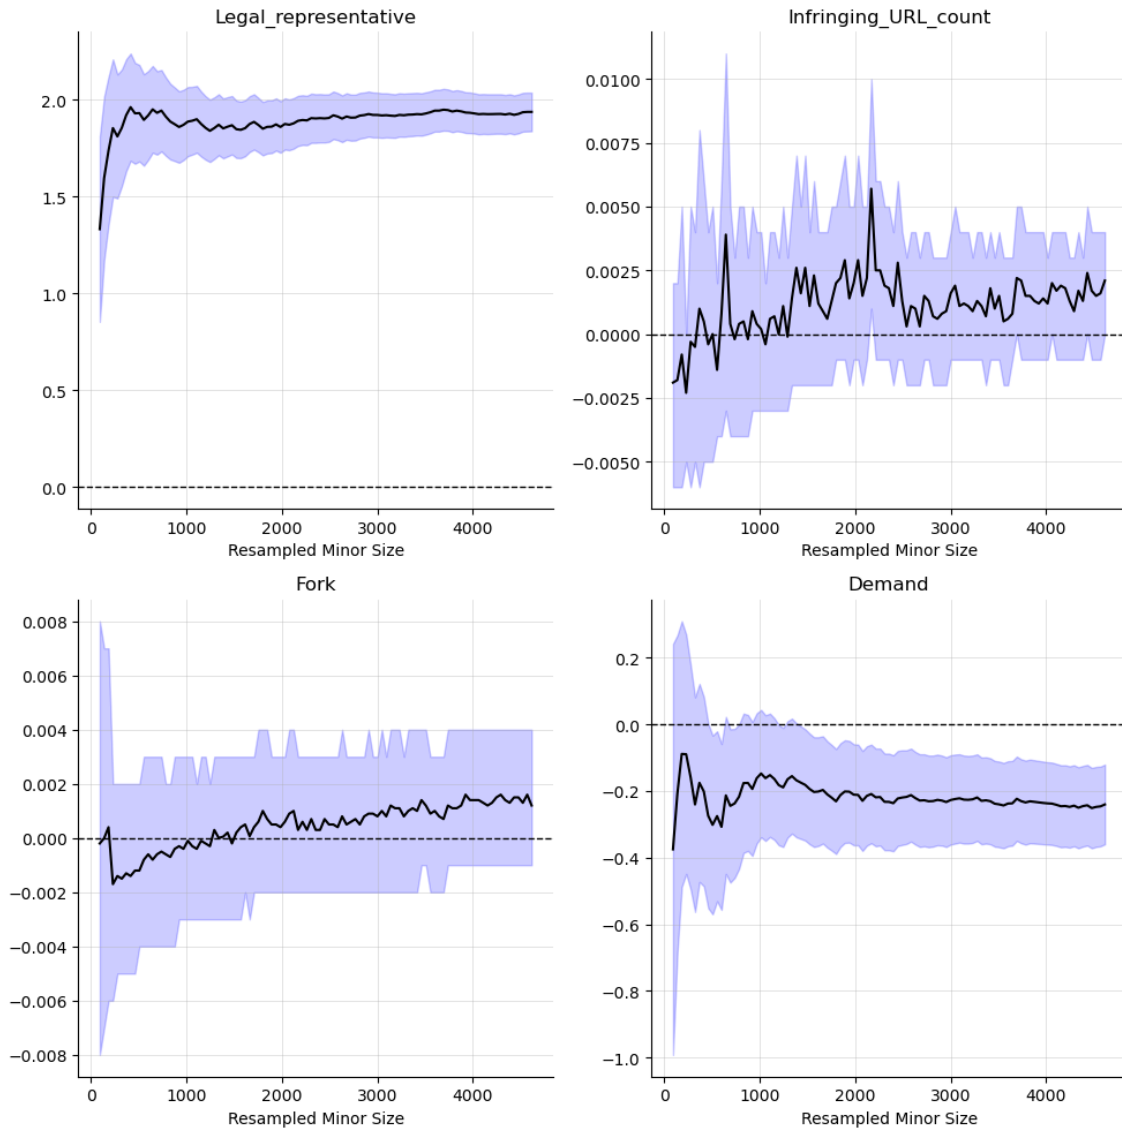 Legal_representative
2.0
1.5
1.0
0.5
0.0
0 1000 2000 3000 4000
Resampled Minor Size
Infringing_URL_count
0.0100
0.0075
0.0050
0.0025
0.0000
−0.0025
−0.0050
0 1000 2000 3000 4000
Resampled Minor Size
Fork
0.008
0.006
0.004
0.002
0.000
−0.002
−0.004
−0.006
−0.008
0 1000 2000 3000 4000
Resampled Minor Size
Demand
0.2
0.0
−0.2
−0.4
−0.6
−0.8
−1.0
0 1000 2000 3000 4000
Resampled Minor Size